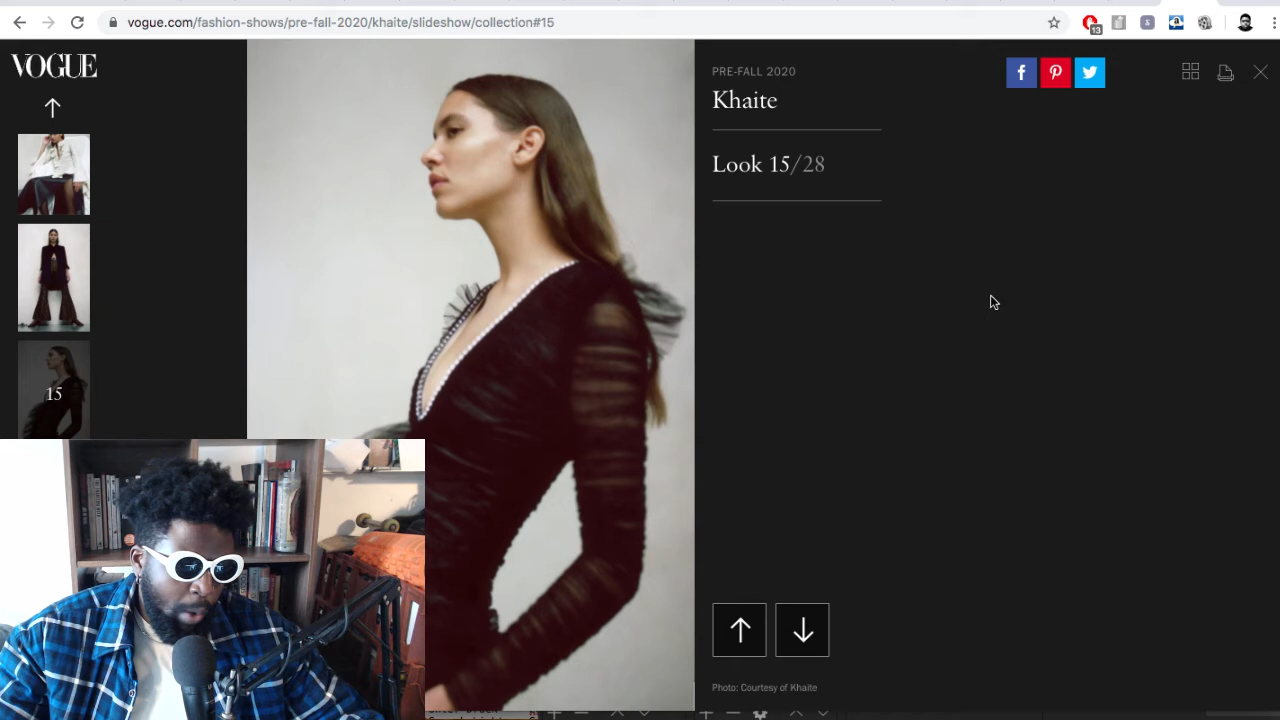 vogue.com/fashion-shows/pre-fall-2020/khaite/slideshow/collection#15
13
VOGUE
PRE-FALL 2020
Khaite
Look 15/28
15
Photo: Courtesy of Khaite